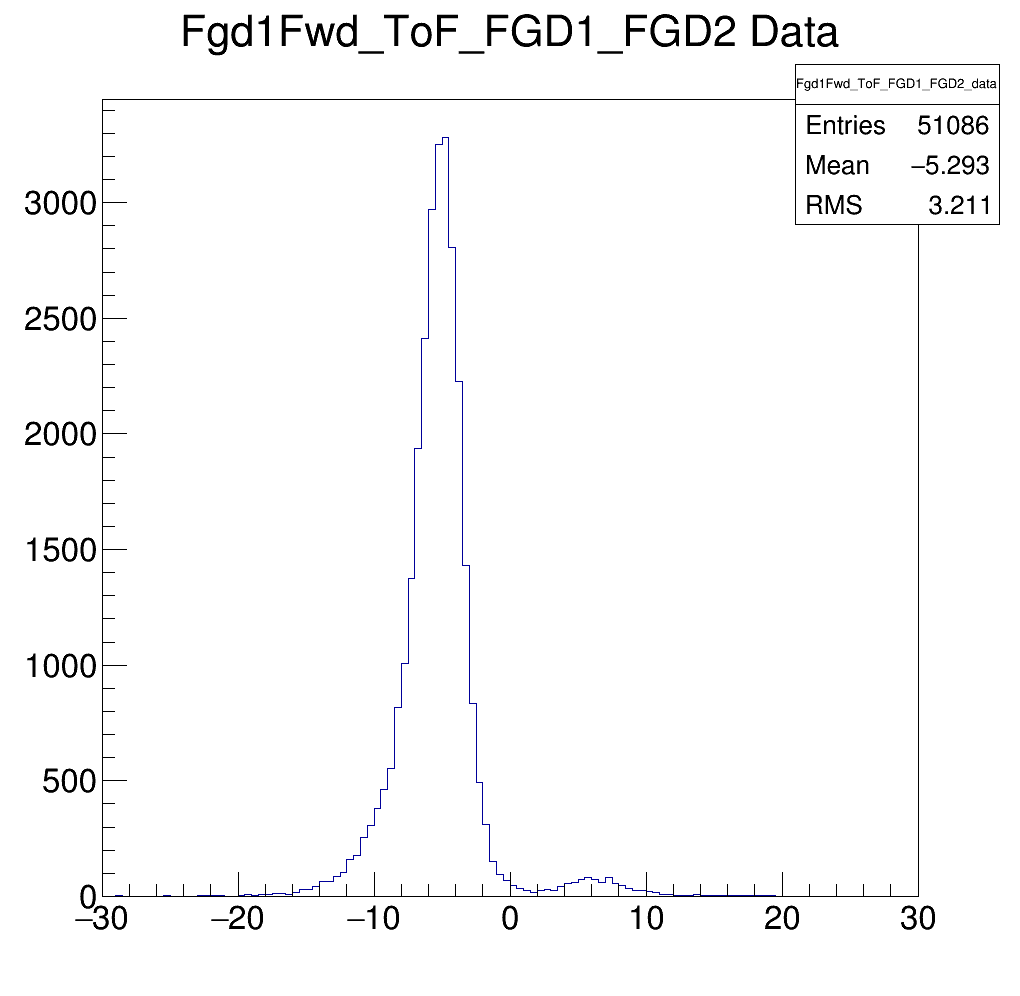 Fgd1Fwd_ToF_FGD1_FGD2 Data
Fgd1Fwd_ToF_FGD1_FGD2_data
Entries 51086
Mean −5.293
RMS 3.211
3000
2500
2000
1500
1000
500
0
−30 −20 −10 0 10 20 30